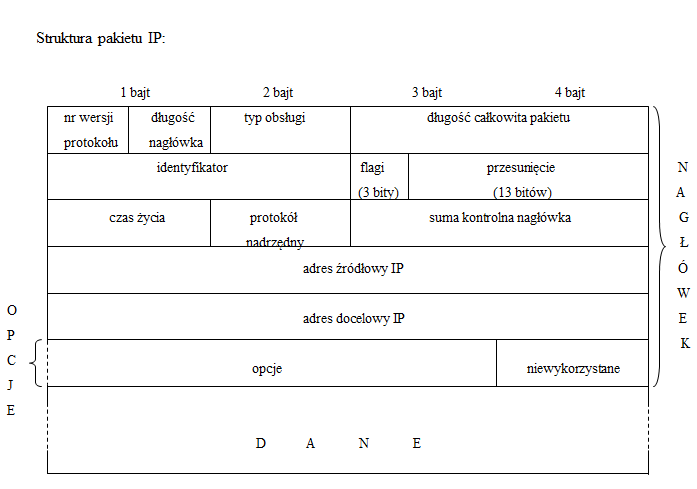 Struktura pakietu IP:
1 bajt 2 bajt 3 bajt 4 bajt
nr wersji długość typ obsługi długość całkowita pakietu
protokołu nagłówka
identyfikator flagi przesunięcie
(3 bity) (13 bitów)
czas życia protokół suma kontrolna nagłówka
nadrzędny
adres źródłowy IP
adres docelowy IP
opcje niewykorzystane
D A N E
N
A
G
Ł
Ó
W
E
K
O
P
C
J
E